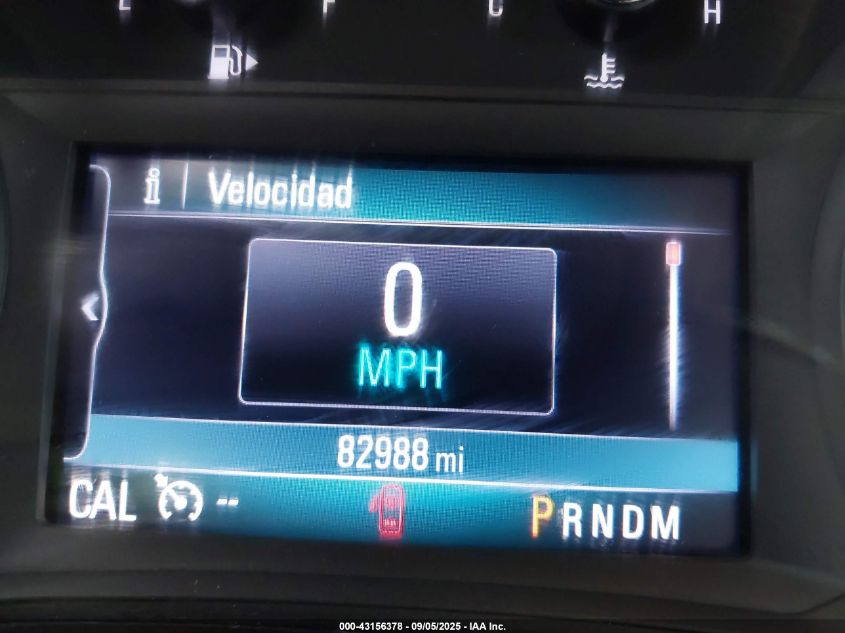 E F C H
Velocidad
0
MPH
82988 mi
CAL -- PRNDM
000-43156378 - 09/05/2025 - IAA Inc.